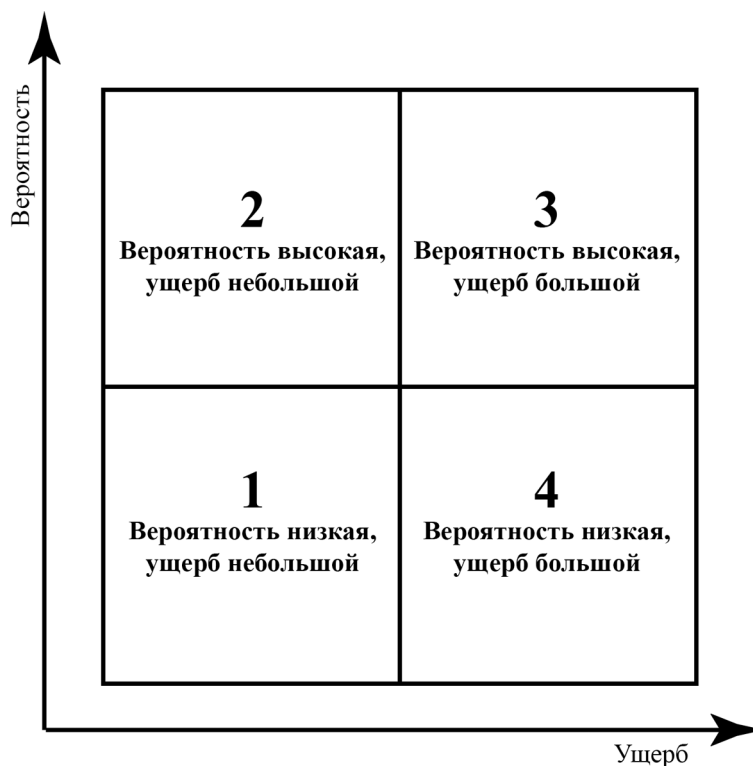 Вероятность
2
Вероятность высокая,
ущерб небольшой
3
Вероятность высокая,
ущерб большой
1
Вероятность низкая,
ущерб небольшой
4
Вероятность низкая,
ущерб большой
Ущерб